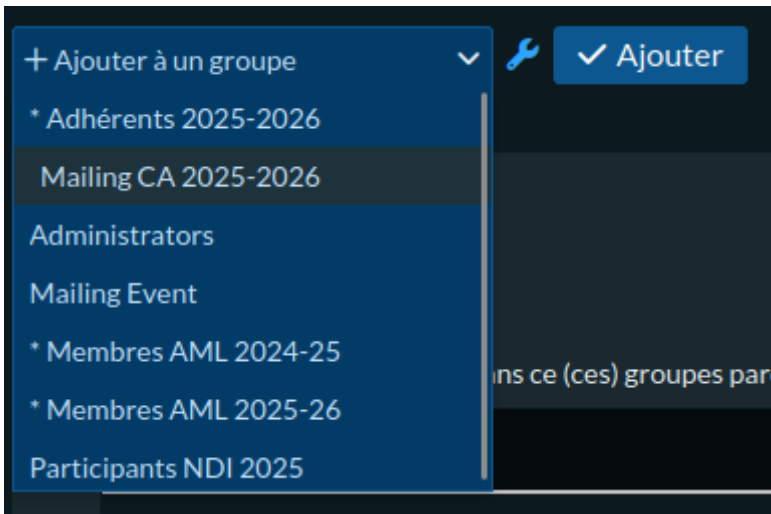 + Ajouter à un groupe
Ajouter
* Adhérents 2025-2026
Mailing CA 2025-2026
Administrators
Mailing Event
* Membres AML 2024-25
ns ce (ces) groupes par
* Membres AML 2025-26
Participants NDI 2025